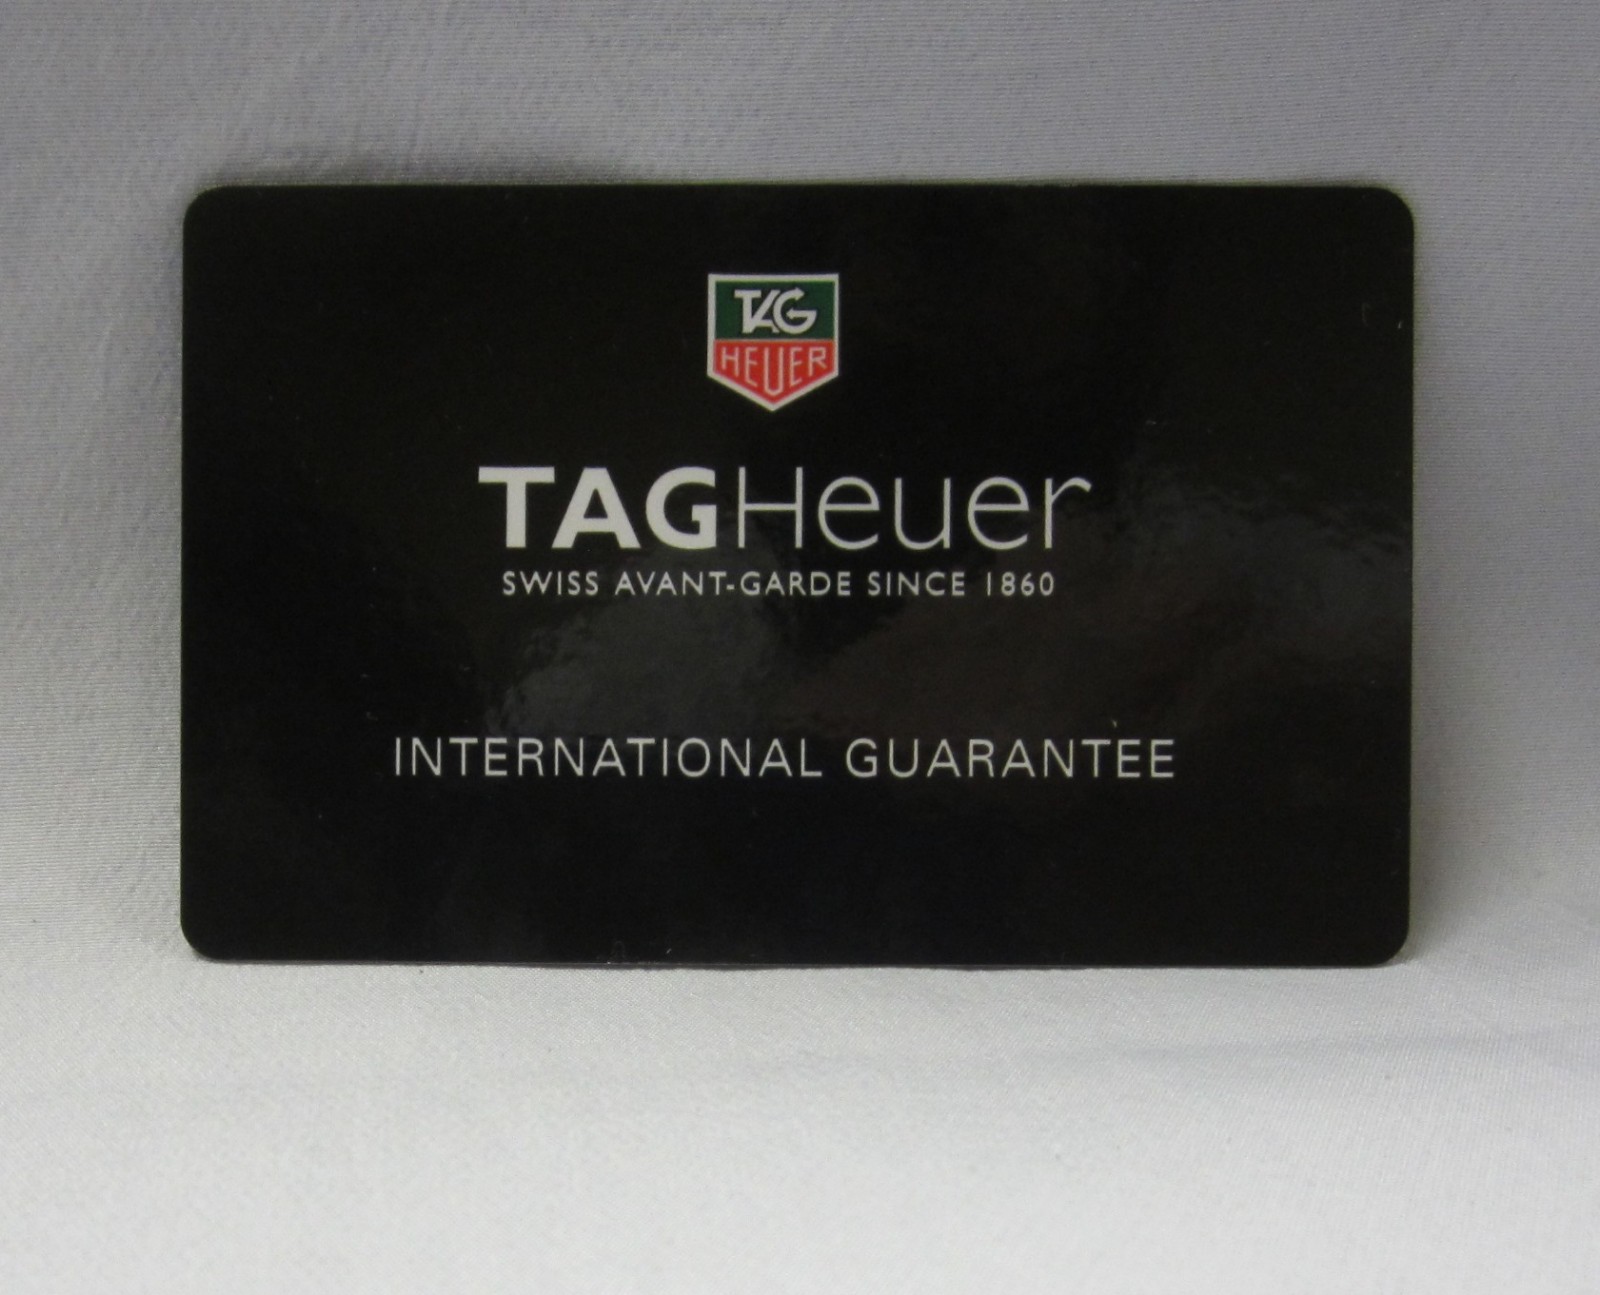 TAG
HEUER
TAGHeuer
SWISS AVANT-GARDE SINCE 1860
INTERNATIONAL GUARANTEE